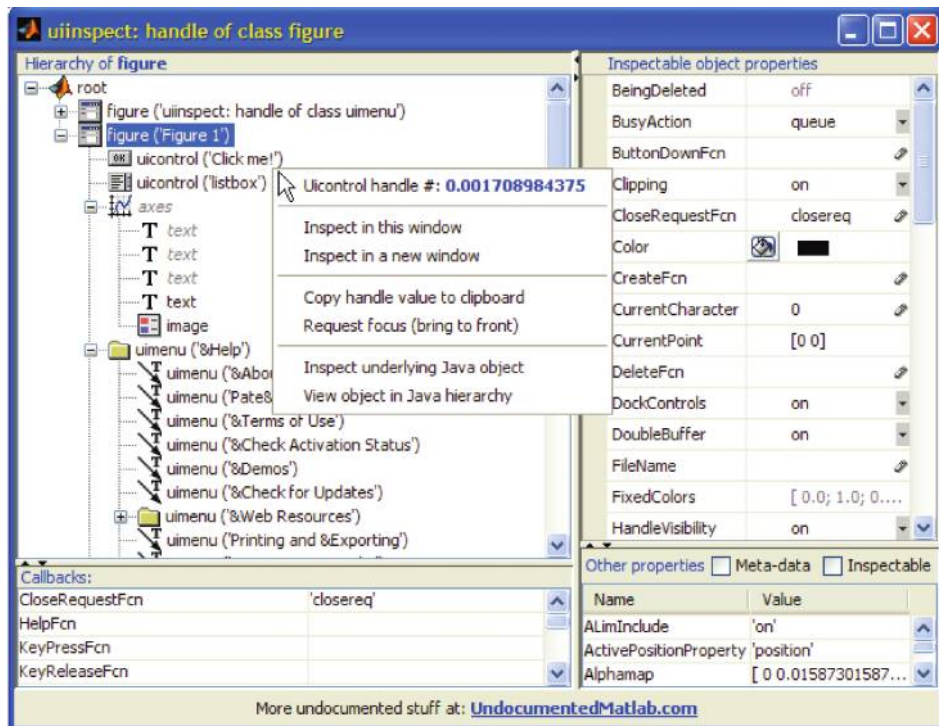 uiinspect: handle of class figure
Hierarchy of figure
root
figure ('uiinspect: handle of class uimenu')
figure ('Figure 1')
OK uicontrol ('Click me!')
uicontrol ('listbox')
axes
T text
T text
T text
T text
image
uimenu ('&Help')
uimenu ('&Abou
uimenu ('Pate&
uimenu ('&Terms of Use')
uimenu ('&Check Activation Status')
uimenu ('&Demos')
uimenu ('&Check for Updates')
uimenu ('&Web Resources')
uimenu ('Printing and &Exporting')
Uicontrol handle #: 0.001708984375
Inspect in this window
Inspect in a new window
Copy handle value to clipboard
Request focus (bring to front)
Inspect underlying Java object
View object in Java hierarchy
Inspectable object properties
BeingDeleted off
BusyAction queue
ButtonDownFcn
Clipping on
CloseRequestFcn closereq
Color
CreateFcn
CurrentCharacter 0
CurrentPoint [0 0]
DeleteFcn
DockControls on
DoubleBuffer on
FileName
FixedColors [ 0.0; 1.0; 0....
HandleVisibility on
Callbacks:
CloseRequestFcn 'closereq'
HelpFcn
KeyPressFcn
KeyReleaseFcn
Other properties Meta-data Inspectable
Name Value
ALimInclude 'on'
ActivePositionProperty 'position'
Alphamap [ 0 0.01587301587...
More undocumented stuff at: UndocumentedMatlab.com